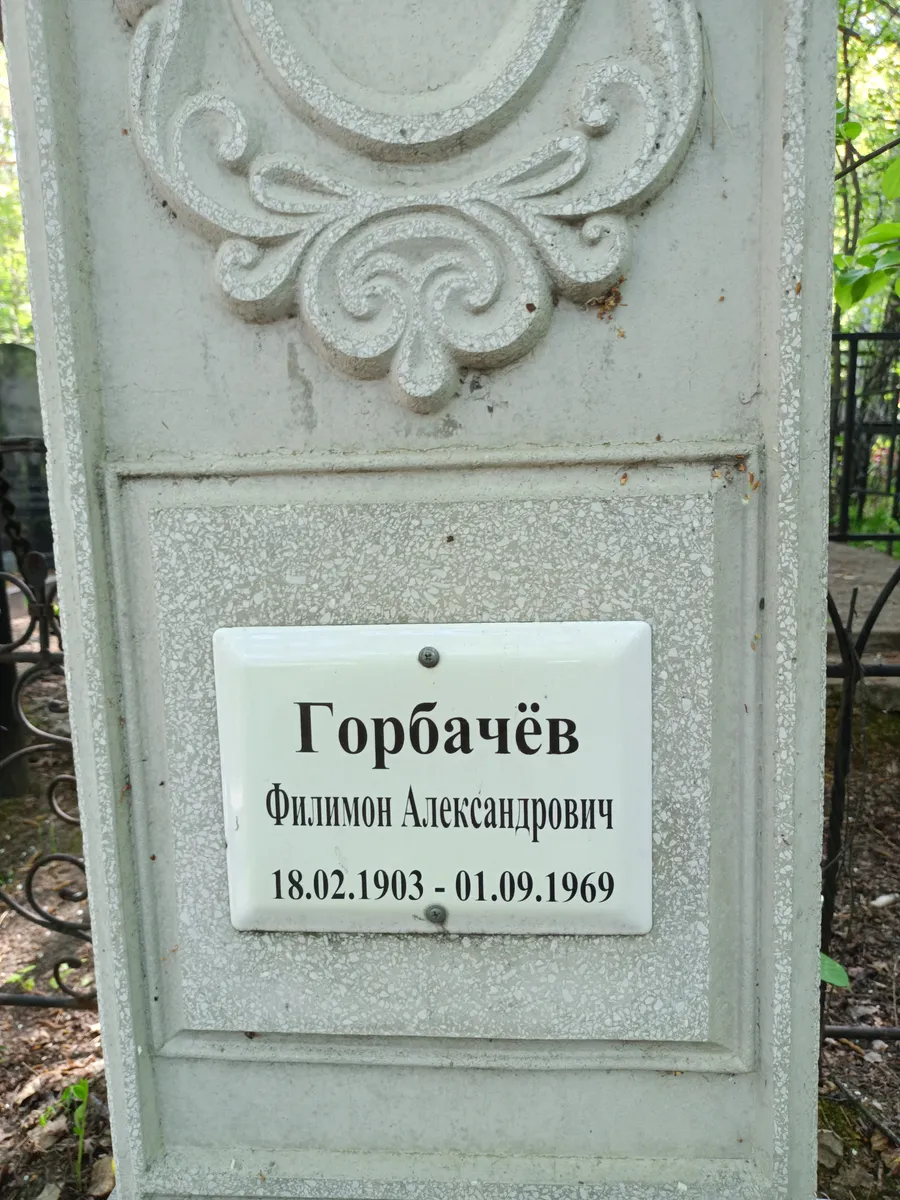 Горбачёв
Филимон Александрович
18.02.1903 - 01.09.1969